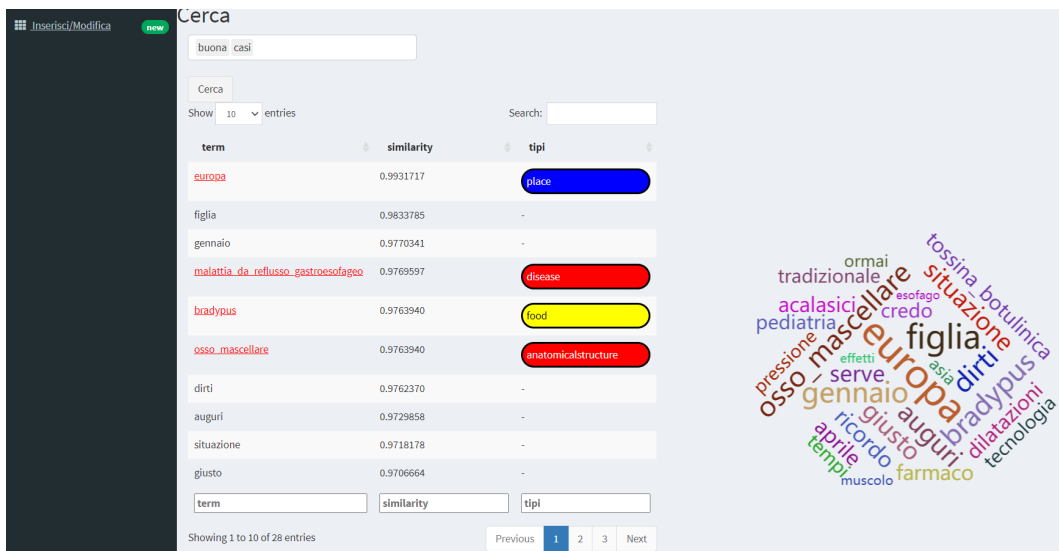 Inserisci/Modifica new
Cerca
buona casi
Cerca
Show 10 entries Search:
term similarity tipi
europa 0.9931717 place
figlia 0.9833785 -
gennaio 0.9770341 -
malattia_da_reflusso_gastroesofageo 0.9769597 disease
bradypus 0.9763940 food
osso_mascellare 0.9763940 anatomicalstructure
dirti 0.9762370 -
auguri 0.9729858 -
situazione 0.9718178 -
giusto 0.9706664 -
term similarity tipi
Showing 1 to 10 of 28 entries Previous 1 2 3 Next
tossina_botulinica
ormai
tradizionale
situazione
osso_mascellare
esofago
acalasici
credo
pediatria
figlia
europa
pressione
effetti
asia
dirti
serve
gennaio
bradypus
dilatazioni
tecnologia
giusto
auguri
ricordo
aprile
tempi
farmaco
muscolo